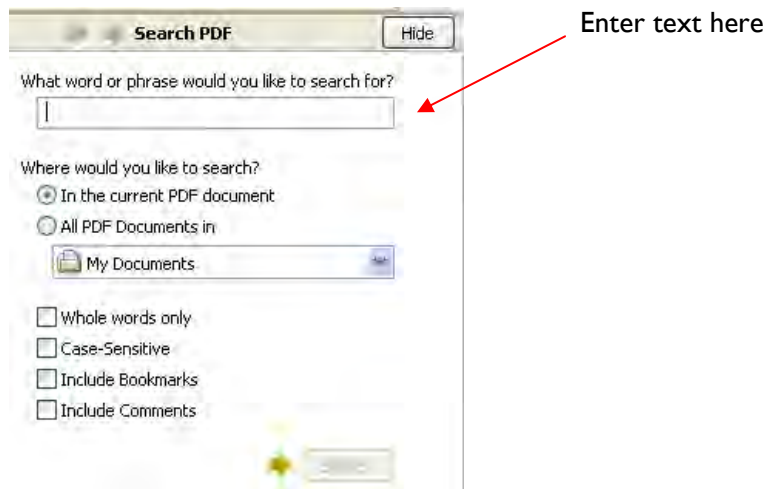 Search PDF
Hide
Enter text here
What word or phrase would you like to search for?
Where would you like to search?
In the current PDF document
All PDF Documents in
My Documents
Whole words only
Case-Sensitive
Include Bookmarks
Include Comments